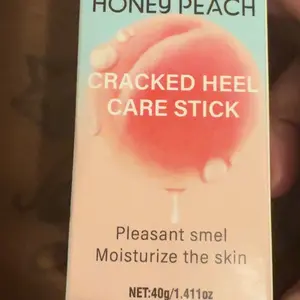 HONEY PEACH
CRACKED HEEL
CARE STICK
Pleasant smel
Moisturize the skin
NET:40g/1.411oz